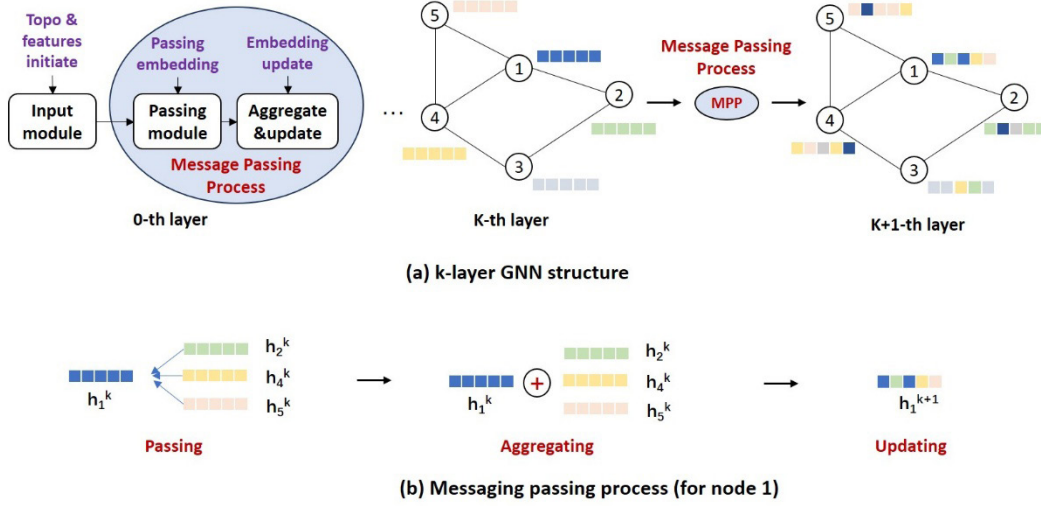 Topo &
features
initiate
Passing
embedding
Embedding
update
Input
module
Passing
module
Aggregate
&update
Message Passing
Process
0-th layer
...
5
1
2
4
3
K-th layer
Message Passing
Process
MPP
5
1
2
4
3
K+1-th layer
(a) k-layer GNN structure
h₁ᵏ
h₂ᵏ
h₄ᵏ
h₅ᵏ
Passing
h₁ᵏ
+
h₂ᵏ
h₄ᵏ
h₅ᵏ
Aggregating
h₁ᵏ⁺¹
Updating
(b) Messaging passing process (for node 1)